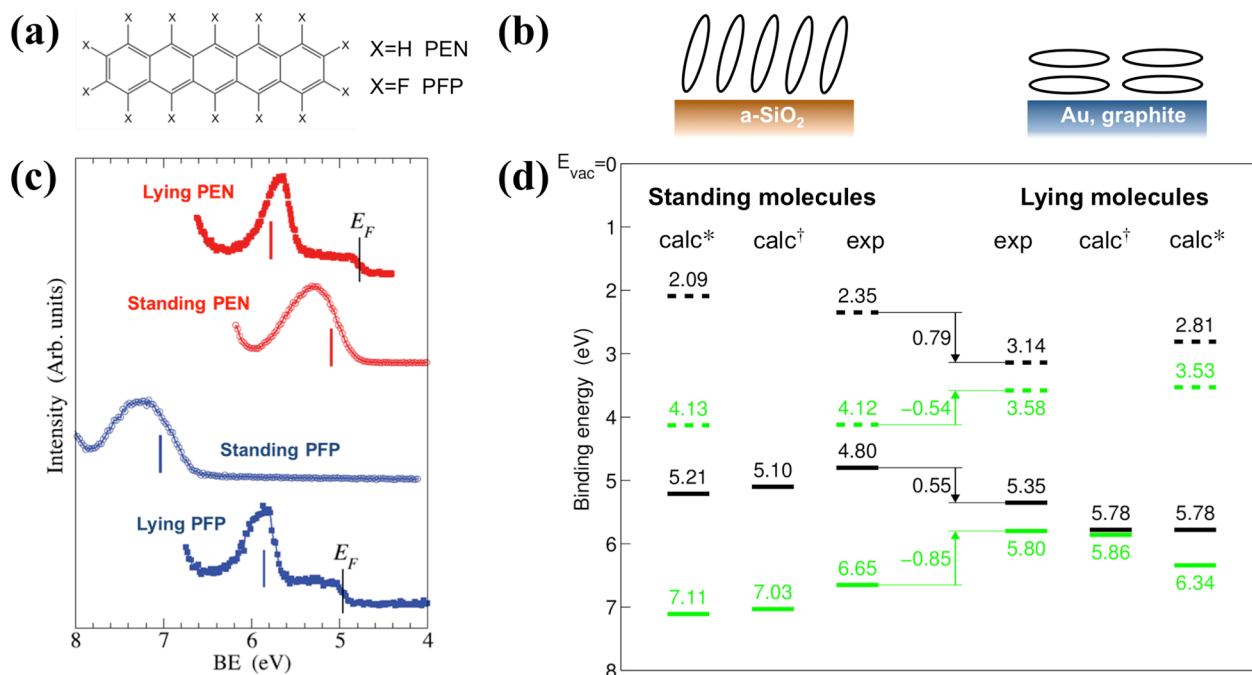 (a)
X X X X X
X X
X X
X X X X X
X=H PEN
X=F PFP
(b)
a-SiO₂
Au, graphite
(c)
Lying PEN
E_F
Standing PEN
Standing PFP
Lying PFP
E_F
Intensity (Arb. units)
8 7 6 5 4
BE (eV)
(d)
E_vac=0
1
2
3
4
5
6
7
8
Binding energy (eV)
Standing molecules Lying molecules
calc* calc† exp exp calc† calc*
2.09 2.35
0.79
3.14 2.81
3.53
4.13 4.12 −0.54 3.58
4.80
5.21 5.10 0.55 5.35
5.78 5.78
−0.85 5.80 5.86
6.65 6.34
7.11 7.03